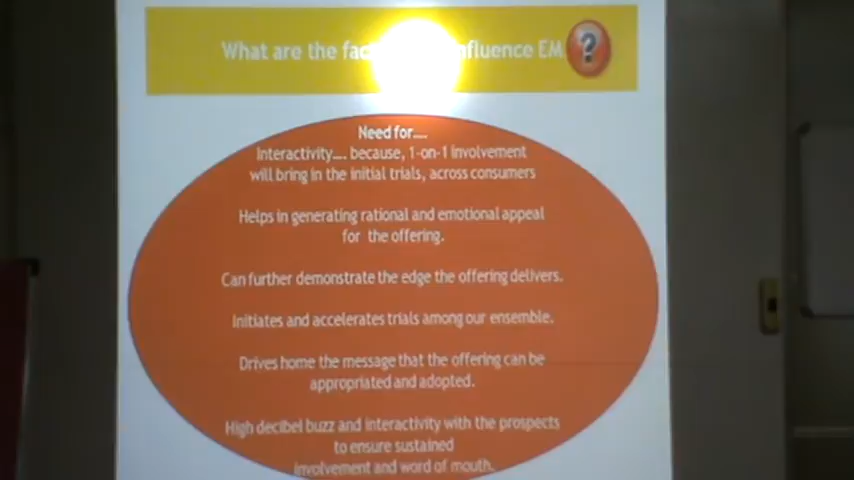 What are the fac fluence EM ?
Need for....
Interactivity.... because, 1-on-1 involvement
will bring in the initial trials, across consumers
Helps in generating rational and emotional appeal
for the offering.
Can further demonstrate the edge the offering delivers.
Initiates and accelerates trials among our ensemble.
Drives home the message that the offering can be
appropriated and adopted.
High decibel buzz and interactivity with the prospects
to ensure sustained
involvement and word of mouth.